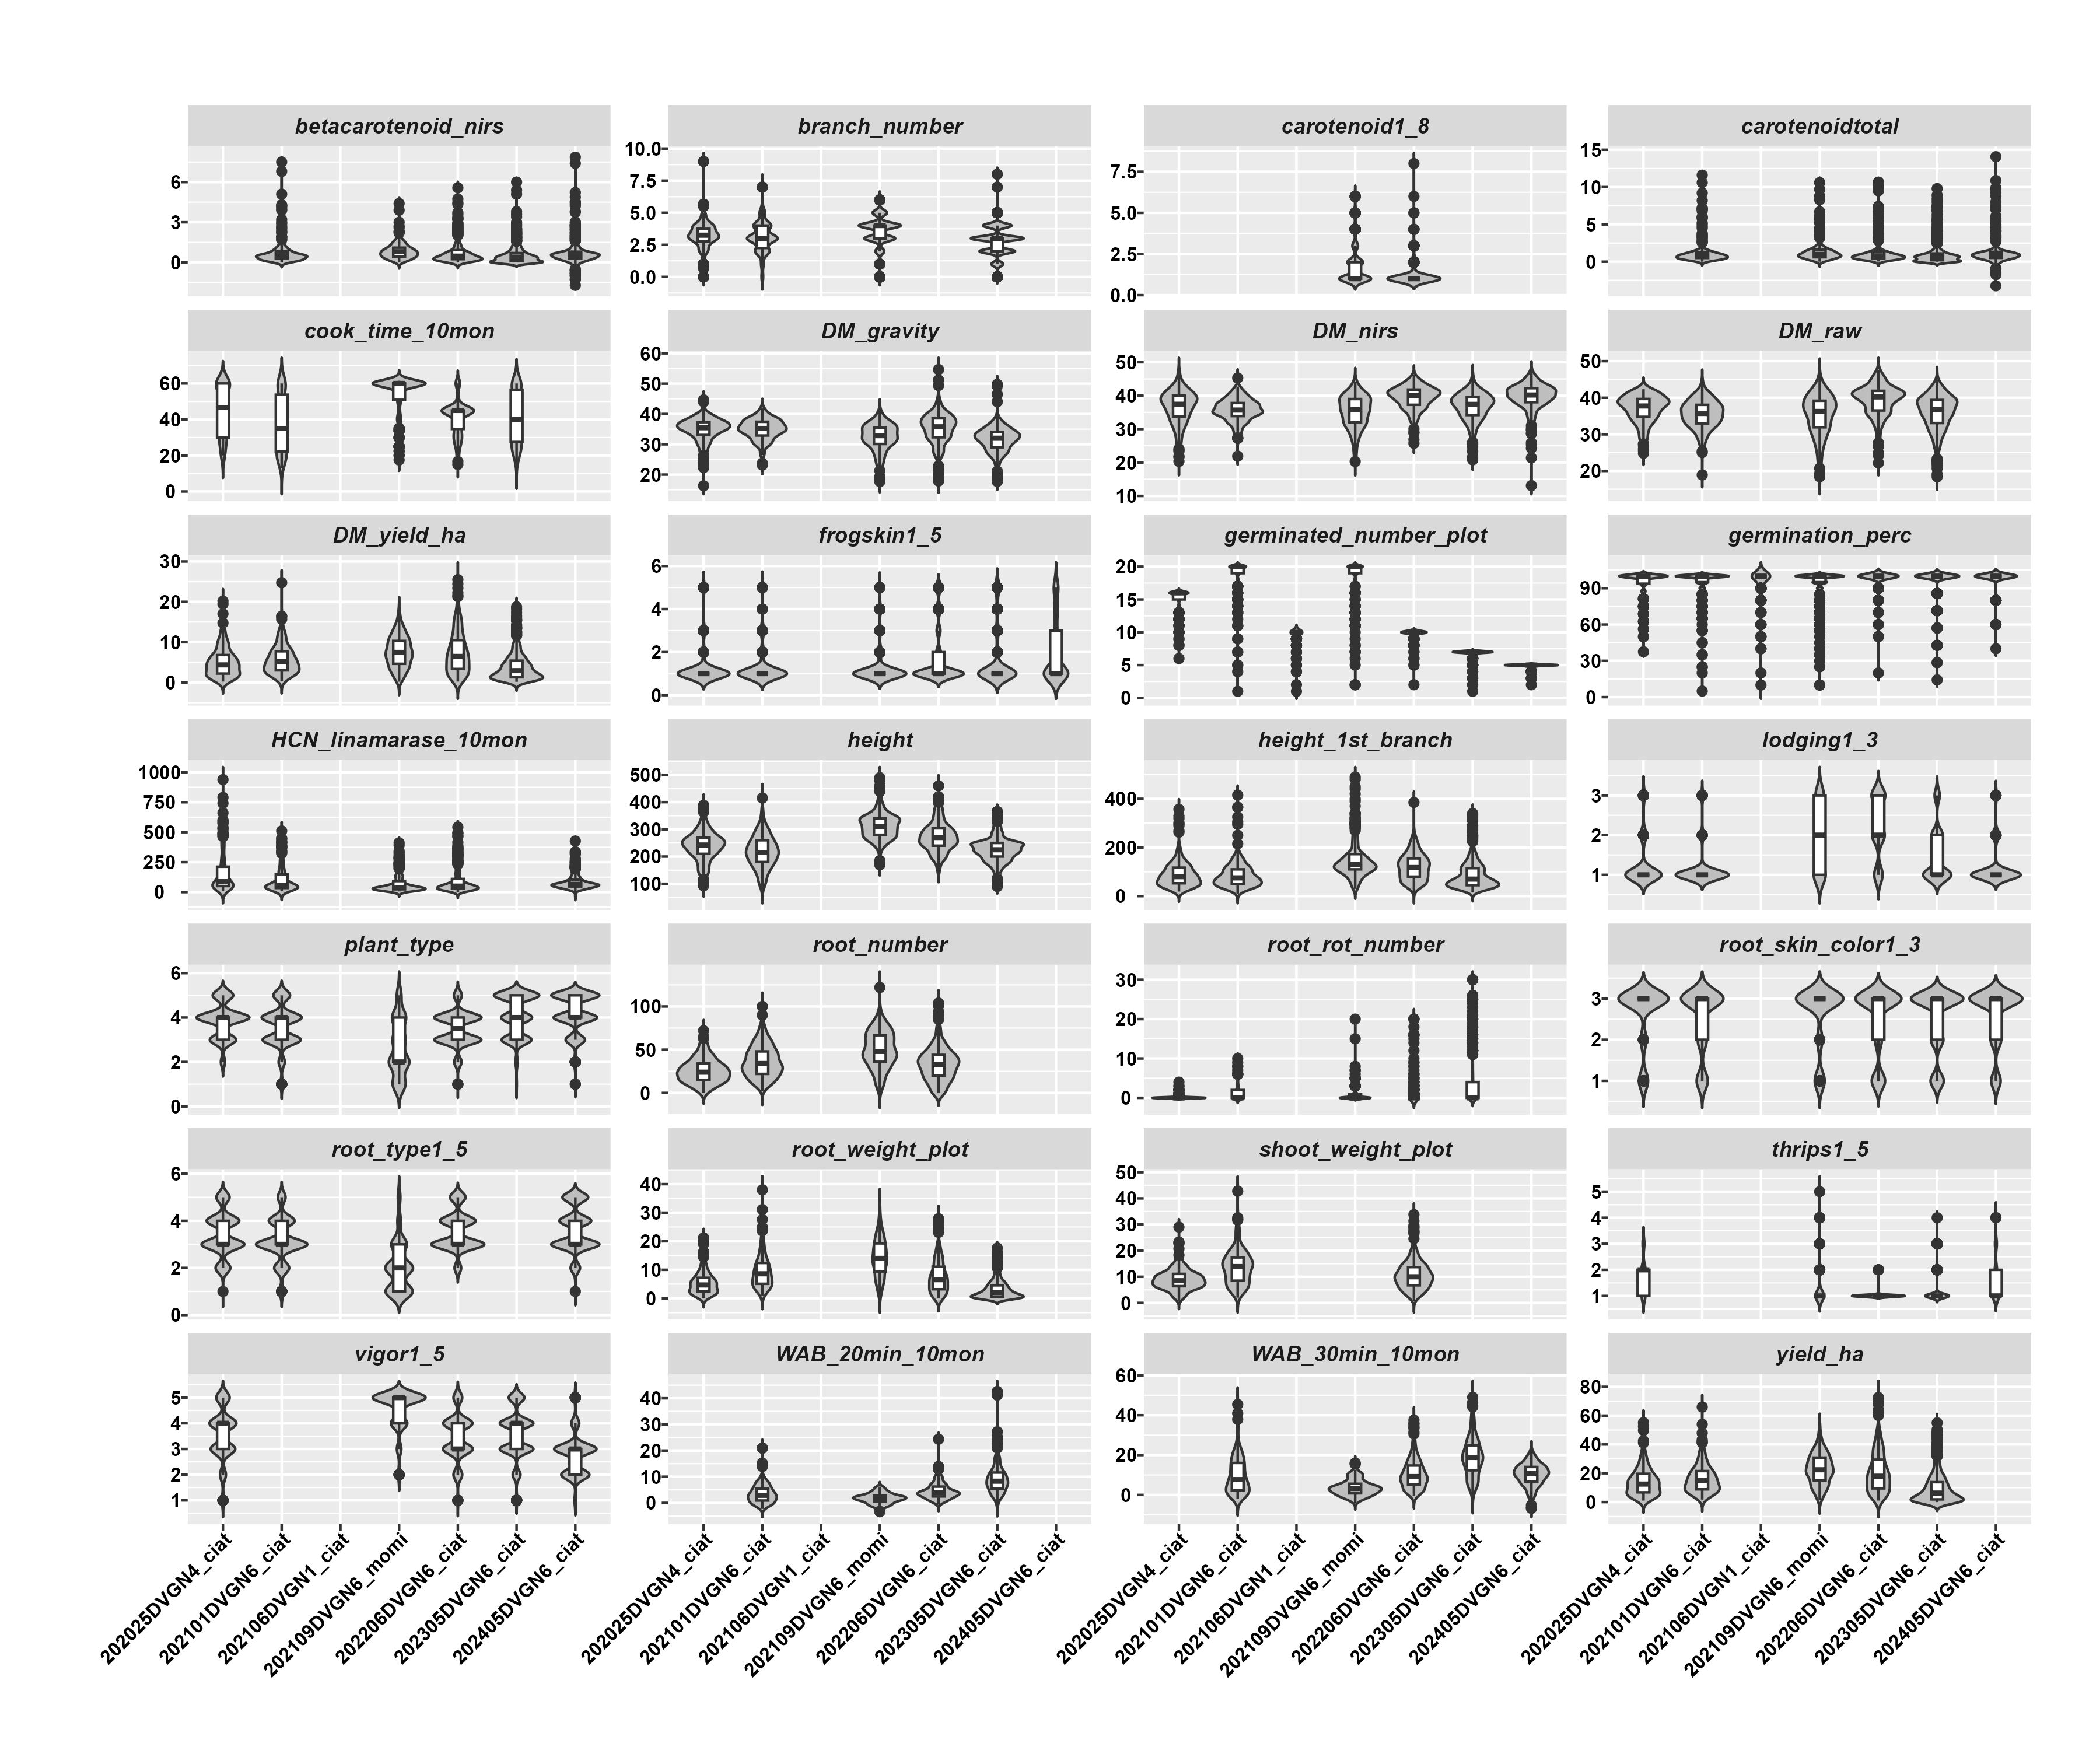 betacarotenoid_nirs
branch_number
carotenoid1_8
carotenoidtotal
6
3
0
10.0
7.5
5.0
2.5
0.0
7.5
5.0
2.5
0.0
15
10
5
0
cook_time_10mon
DM_gravity
DM_nirs
DM_raw
60
40
20
0
60
50
40
30
20
50
40
30
20
10
50
40
30
20
DM_yield_ha
frogskin1_5
germinated_number_plot
germination_perc
30
20
10
0
6
4
2
0
20
15
10
5
0
90
60
30
0
HCN_linamarase_10mon
height
height_1st_branch
lodging1_3
1000
750
500
250
0
500
400
300
200
100
400
200
0
3
2
1
plant_type
root_number
root_rot_number
root_skin_color1_3
6
4
2
0
100
50
0
30
20
10
0
3
2
1
root_type1_5
root_weight_plot
shoot_weight_plot
thrips1_5
6
4
2
0
40
30
20
10
0
50
40
30
20
10
0
5
4
3
2
1
vigor1_5
WAB_20min_10mon
WAB_30min_10mon
yield_ha
5
4
3
2
1
40
30
20
10
0
60
40
20
0
80
60
40
20
0
202025DVGN4_ciat
202101DVGN6_ciat
202106DVGN1_ciat
202109DVGN6_momi
202206DVGN6_ciat
202305DVGN6_ciat
202405DVGN6_ciat
202025DVGN4_ciat
202101DVGN6_ciat
202106DVGN1_ciat
202109DVGN6_momi
202206DVGN6_ciat
202305DVGN6_ciat
202405DVGN6_ciat
202025DVGN4_ciat
202101DVGN6_ciat
202106DVGN1_ciat
202109DVGN6_momi
202206DVGN6_ciat
202305DVGN6_ciat
202405DVGN6_ciat
202025DVGN4_ciat
202101DVGN6_ciat
202106DVGN1_ciat
202109DVGN6_momi
202206DVGN6_ciat
202305DVGN6_ciat
202405DVGN6_ciat